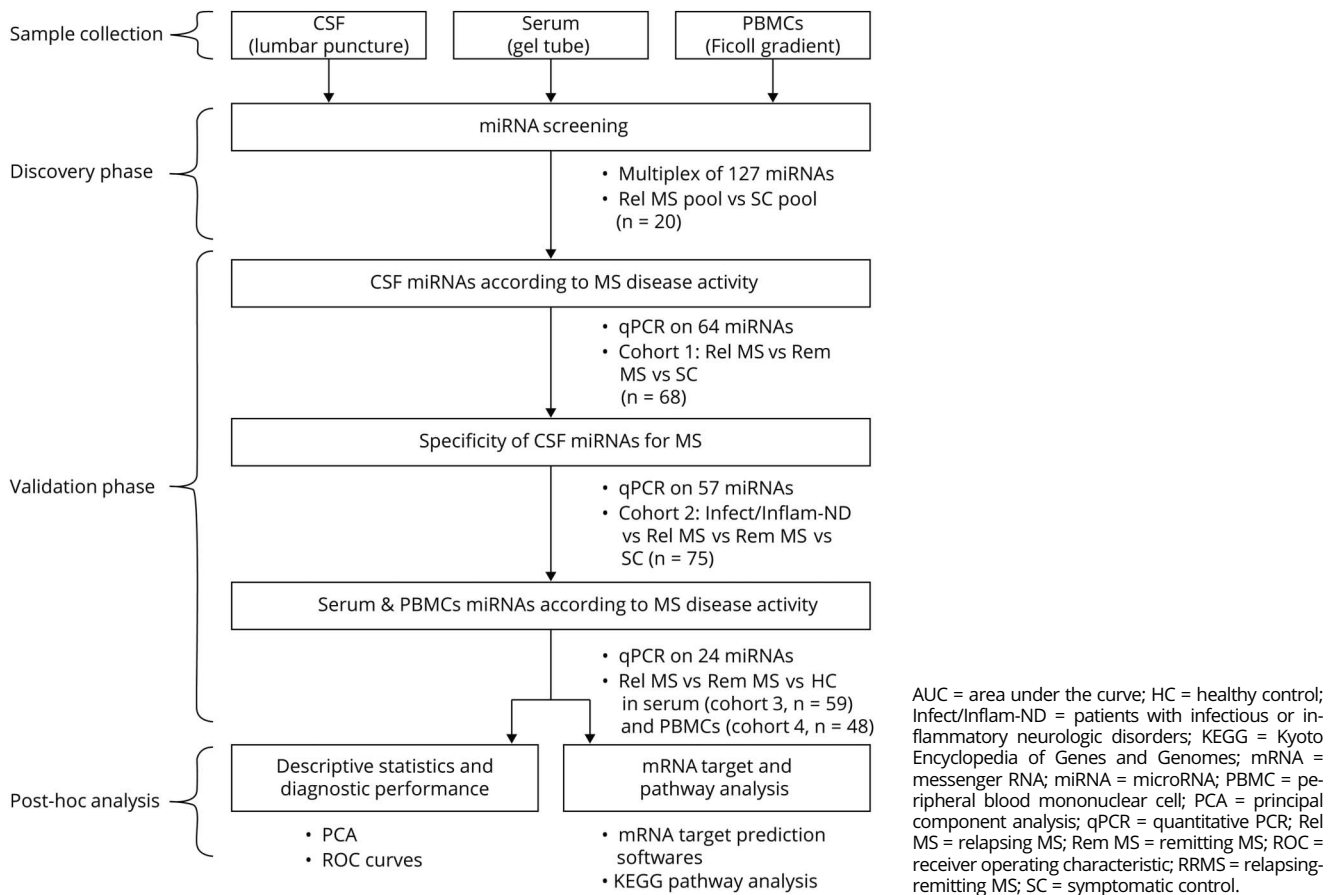 Sample collection
CSF
(lumbar puncture)
Serum
(gel tube)
PBMCs
(Ficoll gradient)
Discovery phase
miRNA screening
• Multiplex of 127 miRNAs
• Rel MS pool vs SC pool
(n = 20)
Validation phase
CSF miRNAs according to MS disease activity
• qPCR on 64 miRNAs
• Cohort 1: Rel MS vs Rem
MS vs SC
(n = 68)
Specificity of CSF miRNAs for MS
• qPCR on 57 miRNAs
• Cohort 2: Infect/Inflam-ND
vs Rel MS vs Rem MS vs
SC (n = 75)
Serum & PBMCs miRNAs according to MS disease activity
• qPCR on 24 miRNAs
• Rel MS vs Rem MS vs HC
in serum (cohort 3, n = 59)
and PBMCs (cohort 4, n = 48)
Post-hoc analysis
Descriptive statistics and
diagnostic performance
• PCA
• ROC curves
mRNA target and
pathway analysis
• mRNA target prediction
softwares
• KEGG pathway analysis
AUC = area under the curve; HC = healthy control;
Infect/Inflam-ND = patients with infectious or in-
flammatory neurologic disorders; KEGG = Kyoto
Encyclopedia of Genes and Genomes; mRNA =
messenger RNA; miRNA = microRNA; PBMC = pe-
ripheral blood mononuclear cell; PCA = principal
component analysis; qPCR = quantitative PCR; Rel
MS = relapsing MS; Rem MS = remitting MS; ROC =
receiver operating characteristic; RRMS = relapsing-
remitting MS; SC = symptomatic control.